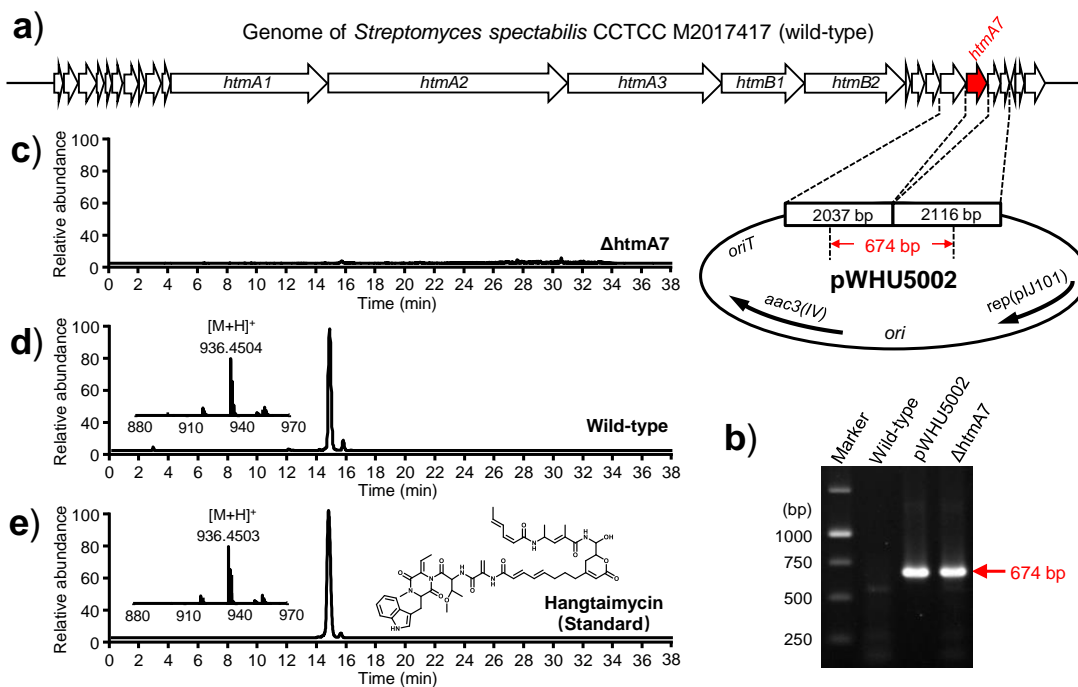 a)
Genome of Streptomyces spectabilis CCTCC M2017417 (wild-type)
htmA7
htmA1 htmA2 htmA3 htmB1 htmB2
c)
Relative abundance
100
80
60
40
20
0
ΔhtmA7
0 2 4 6 8 10 12 14 16 18 20 22 24 26 28 30 32 34 36 38
Time (min)
2037 bp 2116 bp
674 bp
oriT
pWHU5002
aac3(IV)
rep(pIJ101)
ori
d)
Relative abundance
100
80
60
40
20
0
[M+H]+
936.4504
880 910 940 970
Wild-type
0 2 4 6 8 10 12 14 16 18 20 22 24 26 28 30 32 34 36 38
Time (min)
e)
Relative abundance
100
80
60
40
20
0
[M+H]+
936.4503
880 910 940 970
O
N
H
O
N
H
OH
O
O
O
N
H
O
H
N
O
O
N
O
N
O
HN
Hangtaimycin
(Standard)
0 2 4 6 8 10 12 14 16 18 20 22 24 26 28 30 32 34 36 38
Time (min)
b)
Marker
Wild-type
pWHU5002
ΔhtmA7
(bp)
1000
750
500
250
674 bp